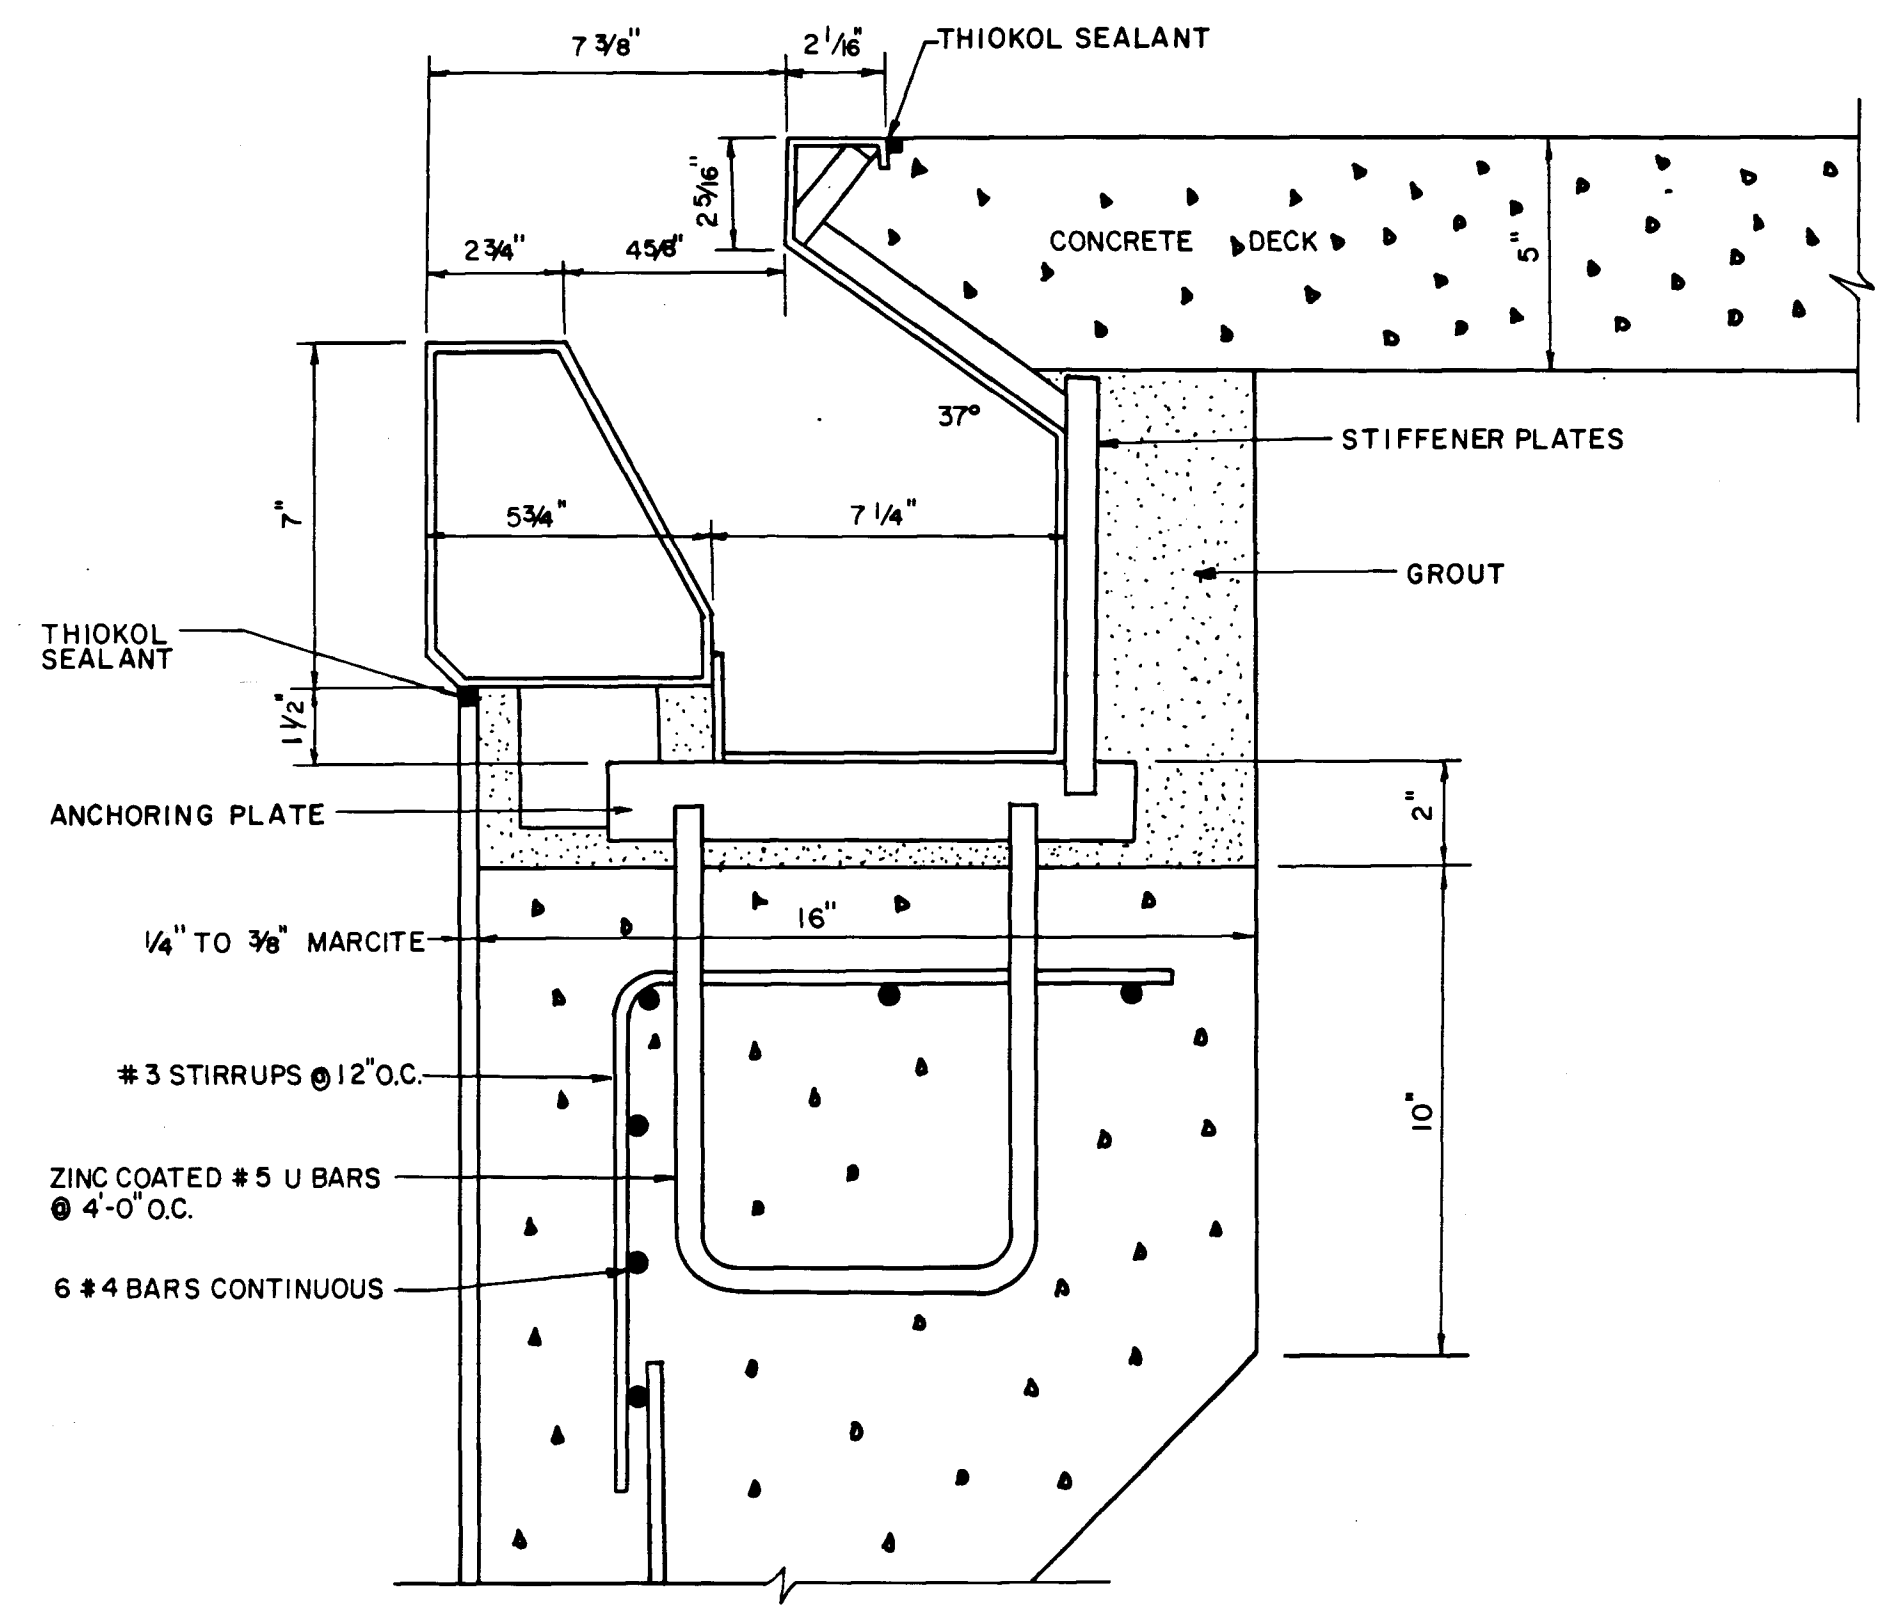 7 3/8"
2 1/16"
THIOKOL SEALANT
2 5/16"
2 3/4"
4 5/8"
CONCRETE DECK
5"
37°
STIFFENER PLATES
7"
5 3/4"
7 1/4"
GROUT
THIOKOL
SEALANT
1 1/2"
ANCHORING PLATE
2"
16"
1/4" TO 3/8" MARCITE
#3 STIRRUPS @ 12" O.C.
10"
ZINC COATED #5 U BARS
@ 4'-0" O.C.
6 #4 BARS CONTINUOUS